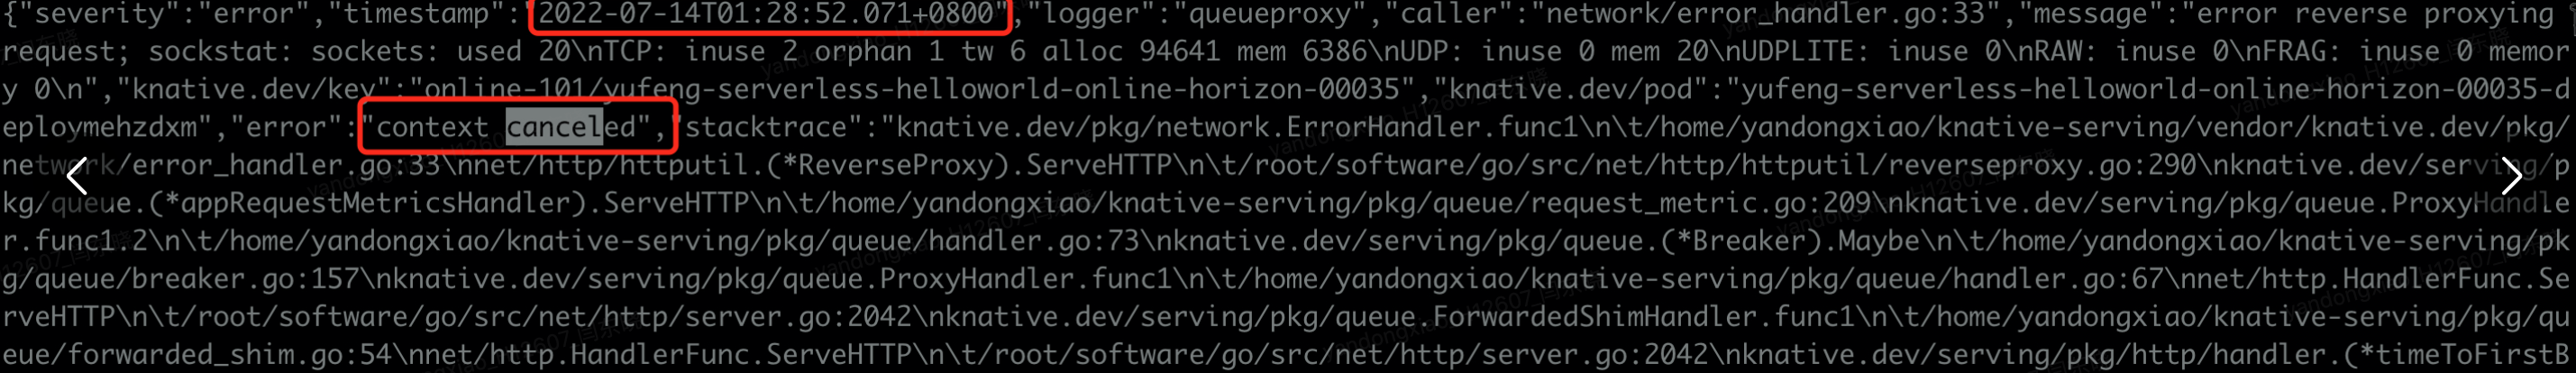 {"severity":"error","timestamp":"2022-07-14T01:28:52.071+0800","logger":"queueproxy","caller":"network/error_handler.go:33","message":"error reverse proxying
request; sockstat: sockets: used 20\nTCP: inuse 2 orphan 1 tw 6 alloc 94641 mem 6386\nUDP: inuse 0 mem 20\nUDPLITE: inuse 0\nRAW: inuse 0\nFRAG: inuse 0 memor
y 0\n","knative.dev/key":"online-101/yufeng-serverless-helloworld-online-horizon-00035","knative.dev/pod":"yufeng-serverless-helloworld-online-horizon-00035-d
eploymehzdxm","error":"context canceled","stacktrace":"knative.dev/pkg/network.ErrorHandler.func1\n\t/home/yandongxiao/knative-serving/vendor/knative.dev/pkg/
network/error_handler.go:33\nnet/http/httputil.(*ReverseProxy).ServeHTTP\n\t/root/software/go/src/net/http/httputil/reverseproxy.go:290\nknative.dev/serving/p
kg/queue.(*appRequestMetricsHandler).ServeHTTP\n\t/home/yandongxiao/knative-serving/pkg/queue/request_metric.go:209\nknative.dev/serving/pkg/queue.ProxyHandle
r.func1.2\n\t/home/yandongxiao/knative-serving/pkg/queue/handler.go:73\nknative.dev/serving/pkg/queue.(*Breaker).Maybe\n\t/home/yandongxiao/knative-serving/pk
g/queue/breaker.go:157\nknative.dev/serving/pkg/queue.ProxyHandler.func1\n\t/home/yandongxiao/knative-serving/pkg/queue/handler.go:67\nnet/http.HandlerFunc.Se
rveHTTP\n\t/root/software/go/src/net/http/server.go:2042\nknative.dev/serving/pkg/queue.ForwardedShimHandler.func1\n\t/home/yandongxiao/knative-serving/pkg/qu
eue/forwarded_shim.go:54\nnet/http.HandlerFunc.ServeHTTP\n\t/root/software/go/src/net/http/server.go:2042\nknative.dev/serving/pkg/http/handler.(*timeToFirstB